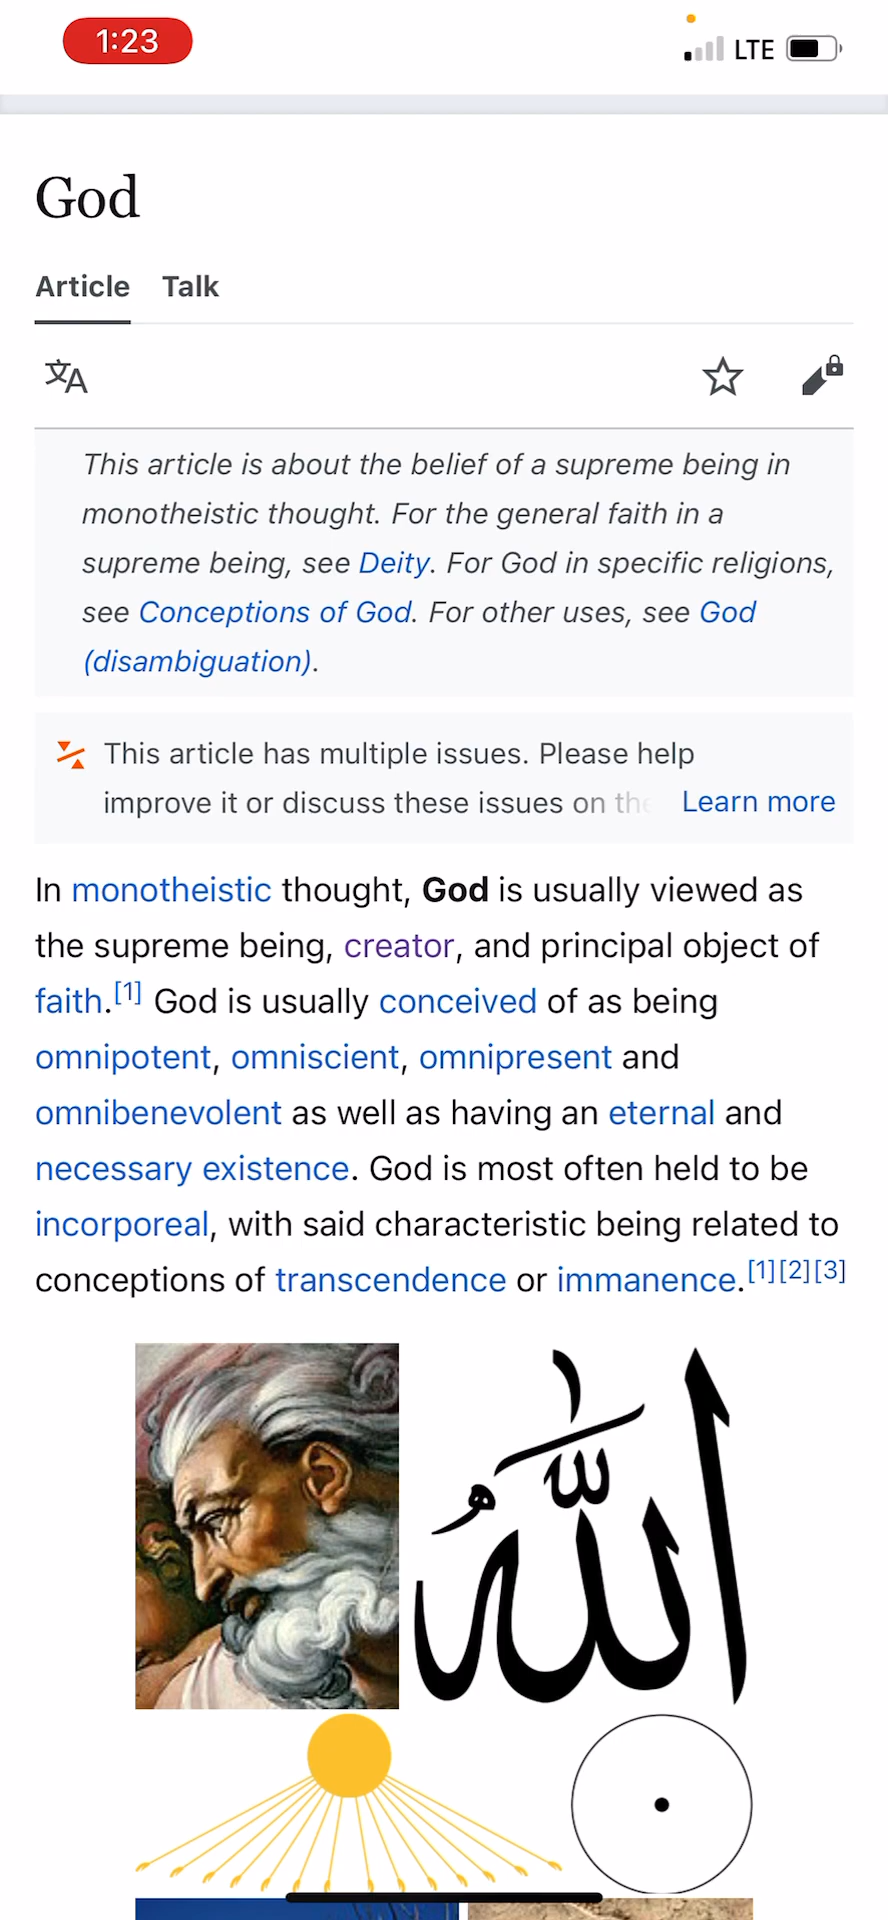 1:23
LTE
God
Article Talk
文A
This article is about the belief of a supreme being in
monotheistic thought. For the general faith in a
supreme being, see Deity. For God in specific religions,
see Conceptions of God. For other uses, see God
(disambiguation).
This article has multiple issues. Please help
improve it or discuss these issues on the Learn more
In monotheistic thought, God is usually viewed as
the supreme being, creator, and principal object of
faith.[1] God is usually conceived of as being
omnipotent, omniscient, omnipresent and
omnibenevolent as well as having an eternal and
necessary existence. God is most often held to be
incorporeal, with said characteristic being related to
conceptions of transcendence or immanence.[1][2][3]
الله